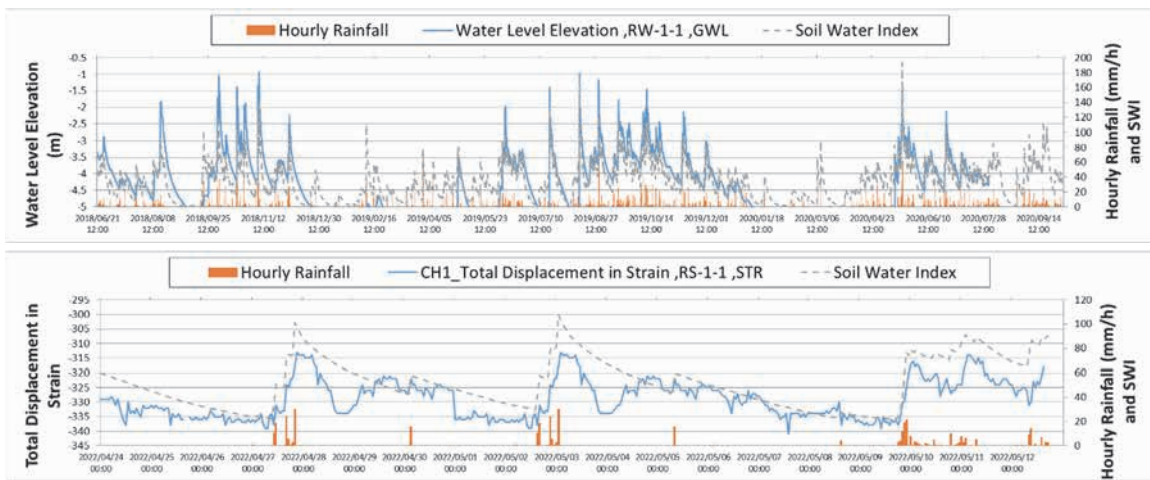 Hourly Rainfall Water Level Elevation ,RW-1-1 ,GWL Soil Water Index
Water Level Elevation
(m)
-0.5
-1
-1.5
-2
-2.5
-3
-3.5
-4
-4.5
-5
200
180
160
140
120
100
80
60
40
20
0
Hourly Rainfall (mm/h)
and SWI
2018/06/21 2018/08/08 2018/09/25 2018/11/12 2018/12/30 2019/02/16 2019/04/05 2019/05/23 2019/07/10 2019/08/27 2019/10/14 2019/12/01 2020/01/18 2020/03/06 2020/04/23 2020/06/10 2020/07/28 2020/09/14
12:00 12:00 12:00 12:00 12:00 12:00 12:00 12:00 12:00 12:00 12:00 12:00 12:00 12:00 12:00 12:00 12:00 12:00
Hourly Rainfall CH1_Total Displacement in Strain ,RS-1-1 ,STR Soil Water Index
Total Displacement in
Strain
-295
-300
-305
-310
-315
-320
325
-330
335
-340
345
120
100
80
60
40
20
0
Hourly Rainfall (mm/h)
and SWI
2022/04/24 2022/04/25 2022/04/26 2022/04/27 2022/04/28 2022/04/29 2022/04/30 2022/05/01 2022/05/02 2022/05/03 2022/05/04 2022/05/05 2022/05/06 2022/05/07 2022/05/08 2022/05/09 2022/05/10 2022/05/11 2022/05/12
00:00 00:00 00:00 00:00 00:00 00:00 00:00 00:00 00:00 00:00 00:00 00:00 00:00 00:00 00:00 00:00 00:00 00:00 00:00